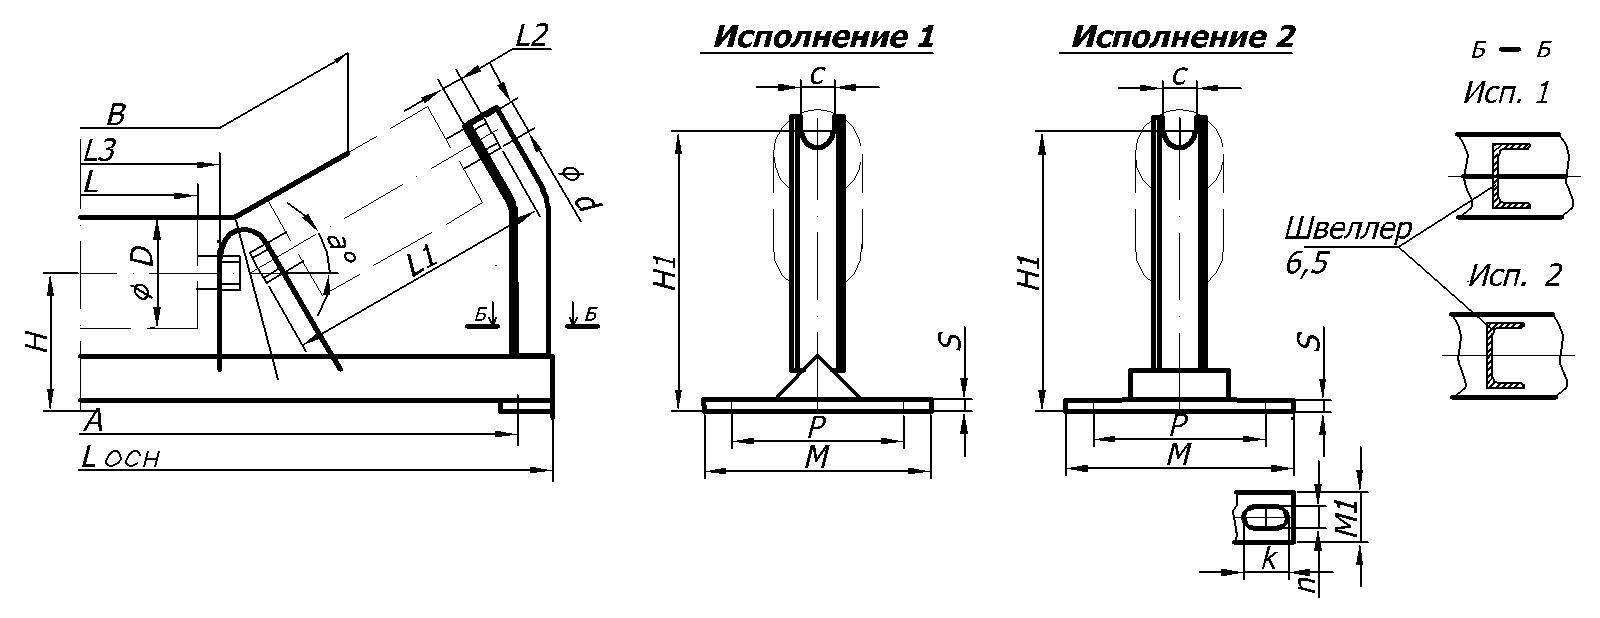 L2
B
L3
L
ϕ D
H
a°
L1
ϕ d
Б
Б
A
L осн
Исполнение 1
c
H1
S
P
M
Исполнение 2
c
H1
S
P
M
k
n
M1
Б – Б
Исп. 1
Швеллер
6,5
Исп. 2